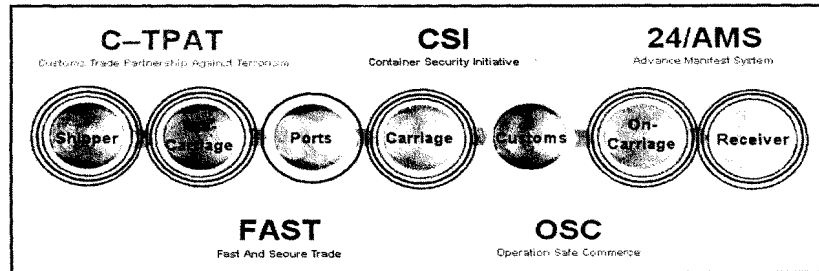 C–TPAT CSI 24/AMS
Customs Trade Partnership Against Terrorism Container Security Initiative Advance Manifest System
Shipper Carriage Ports Carriage Customs On-Carriage Receiver
FAST OSC
Fast And Secure Trade Operation Safe Commerce